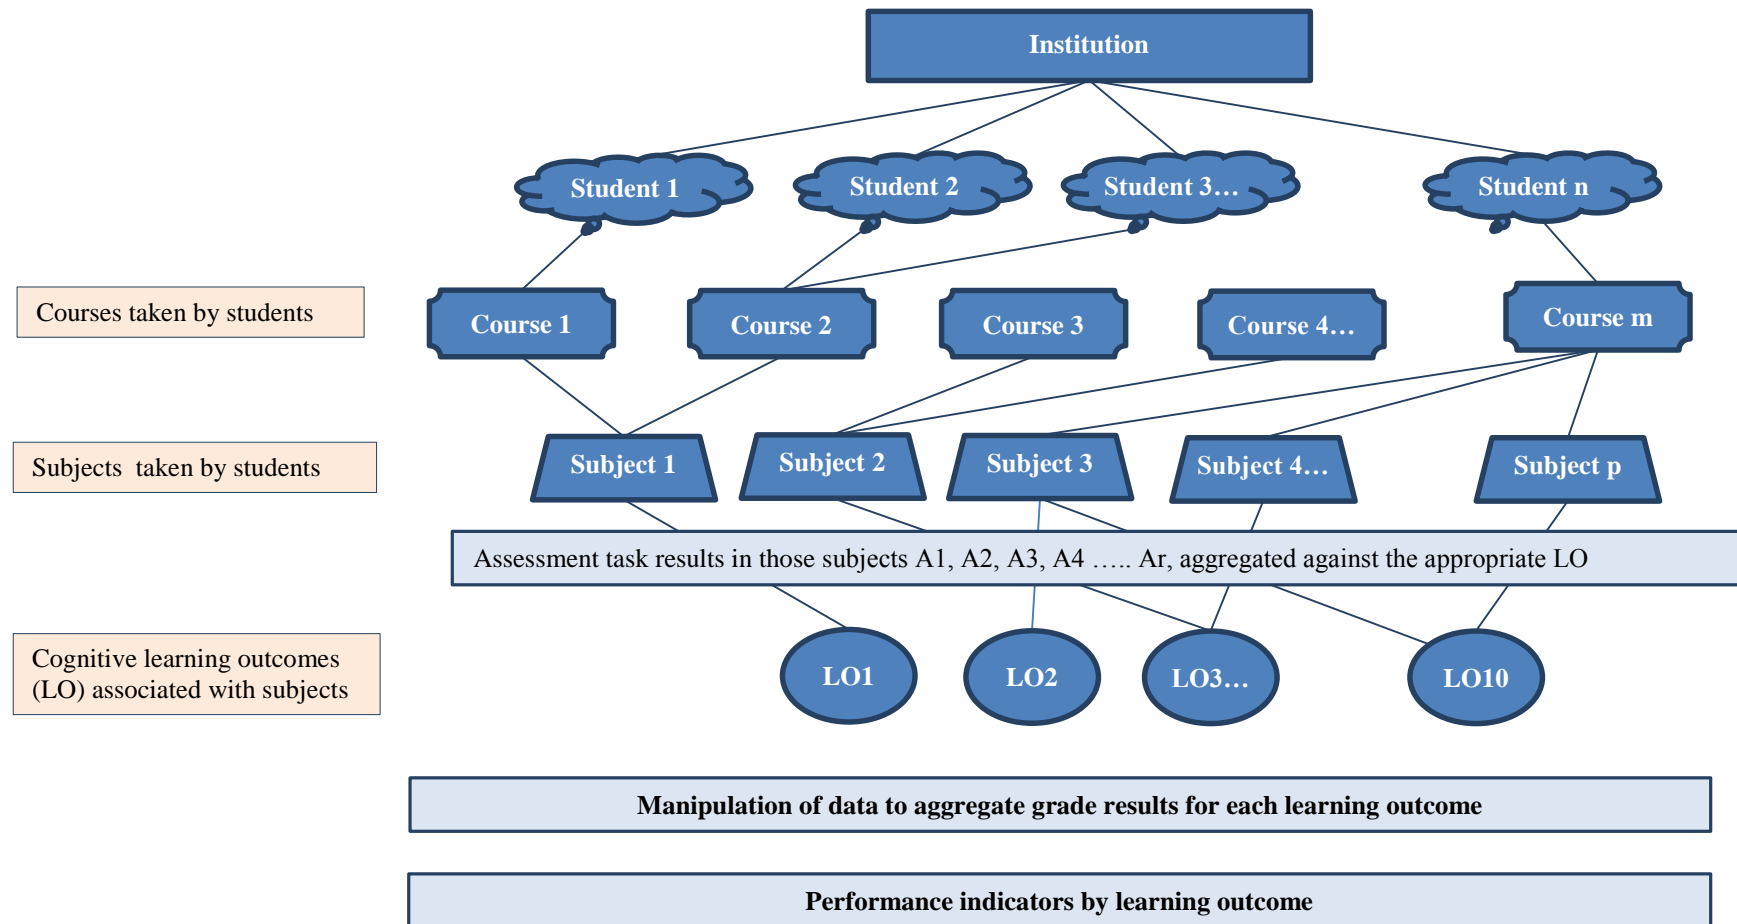 Institution
Student 1
Student 2
Student 3…
Student n
Courses taken by students
Course 1
Course 2
Course 3
Course 4…
Course m
Subjects  taken by students
Subject 1
Subject 2
Subject 3
Subject 4…
Subject p
Assessment task results in those subjects A1, A2, A3, A4 ….. Ar, aggregated against the appropriate LO
Cognitive learning outcomes
(LO) associated with subjects
LO1
LO2
LO3…
LO10
Manipulation of data to aggregate grade results for each learning outcome
Performance indicators by learning outcome